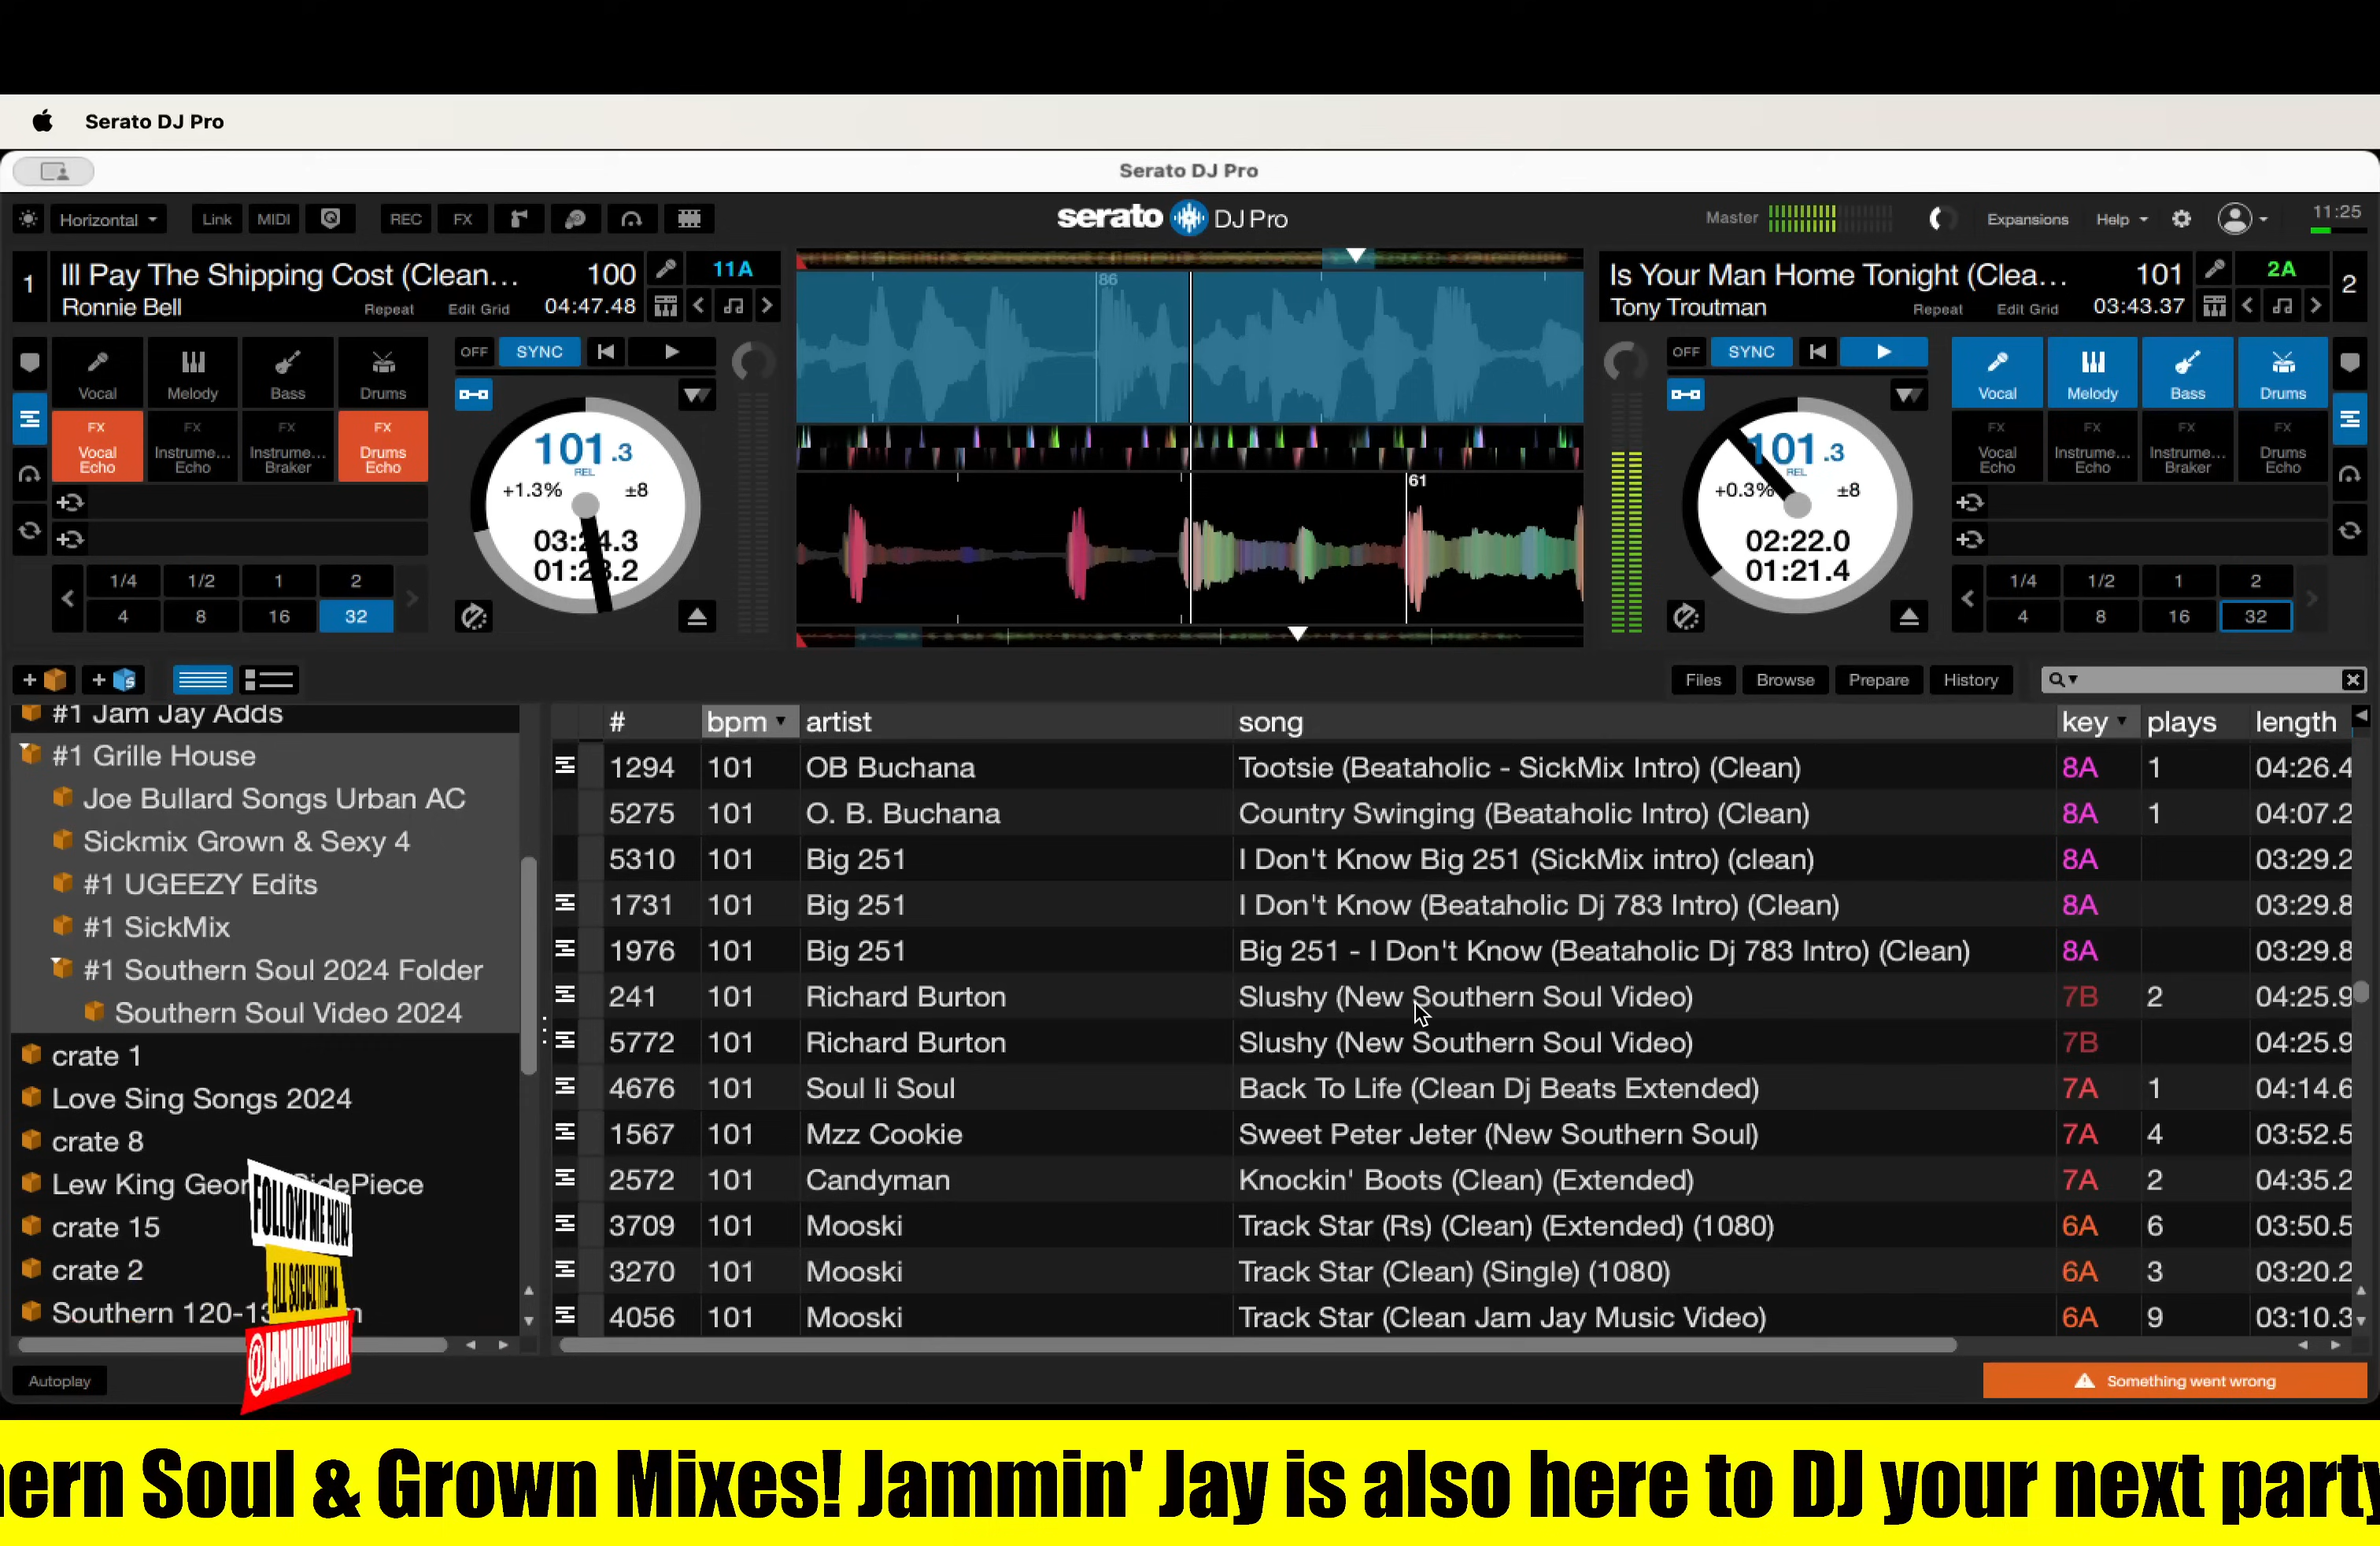 Serato DJ Pro
Serato DJ Pro
Horizontal
Link
MIDI
REC
FX
serato DJ Pro
Master
Expansions
Help
11:25
1
Ill Pay The Shipping Cost (Clean...
100
11A
Ronnie Bell
Repeat
Edit Grid
04:47.48
Is Your Man Home Tonight (Clea...
101
2A
2
Tony Troutman
Repeat
Edit Grid
03:43.37
Vocal
Melody
Bass
Drums
OFF
SYNC
FX Vocal Echo
FX Instrume... Echo
FX Instrume... Braker
FX Drums Echo
101.3
REL
+1.3%
±8
1/4
1/2
1
2
4
8
16
32
86
61
OFF
SYNC
Vocal
Melody
Bass
Drums
101.3
REL
+0.3%
±8
02:22.0
01:21.4
FX Vocal Echo
FX Instrume... Echo
FX Instrume... Braker
FX Drums Echo
1/4
1/2
1
2
4
8
16
32
Files
Browse
Prepare
History
#1 Jam Jay Adds
#1 Grille House
Joe Bullard Songs Urban AC
Sickmix Grown & Sexy 4
#1 UGEEZY Edits
#1 SickMix
#1 Southern Soul 2024 Folder
Southern Soul Video 2024
crate 1
Love Sing Songs 2024
crate 8
Lew King Geor
idePiece
crate 15
crate 2
Southern 120-13
# bpm artist song key plays length
1294 101 OB Buchana Tootsie (Beataholic - SickMix Intro) (Clean) 8A 1 04:26.4
5275 101 O. B. Buchana Country Swinging (Beataholic Intro) (Clean) 8A 1 04:07.2
5310 101 Big 251 I Don't Know Big 251 (SickMix intro) (clean) 8A 03:29.2
1731 101 Big 251 I Don't Know (Beataholic Dj 783 Intro) (Clean) 8A 03:29.8
1976 101 Big 251 Big 251 - I Don't Know (Beataholic Dj 783 Intro) (Clean) 8A 03:29.8
241 101 Richard Burton Slushy (New Southern Soul Video) 7B 2 04:25.9
5772 101 Richard Burton Slushy (New Southern Soul Video) 7B 04:25.9
4676 101 Soul Ii Soul Back To Life (Clean Dj Beats Extended) 7A 1 04:14.6
1567 101 Mzz Cookie Sweet Peter Jeter (New Southern Soul) 7A 4 03:52.5
2572 101 Candyman Knockin' Boots (Clean) (Extended) 7A 2 04:35.2
3709 101 Mooski Track Star (Rs) (Clean) (Extended) (1080) 6A 6 03:50.5
3270 101 Mooski Track Star (Clean) (Single) (1080) 6A 3 03:20.2
4056 101 Mooski Track Star (Clean Jam Jay Music Video) 6A 9 03:10.3
FOLLOW ME NOW
ALL SOCIAL MEDIA
@JAMMINJAYMIX
Autoplay
Something went wrong
hern Soul & Grown Mixes! Jammin' Jay is also here to DJ your next party